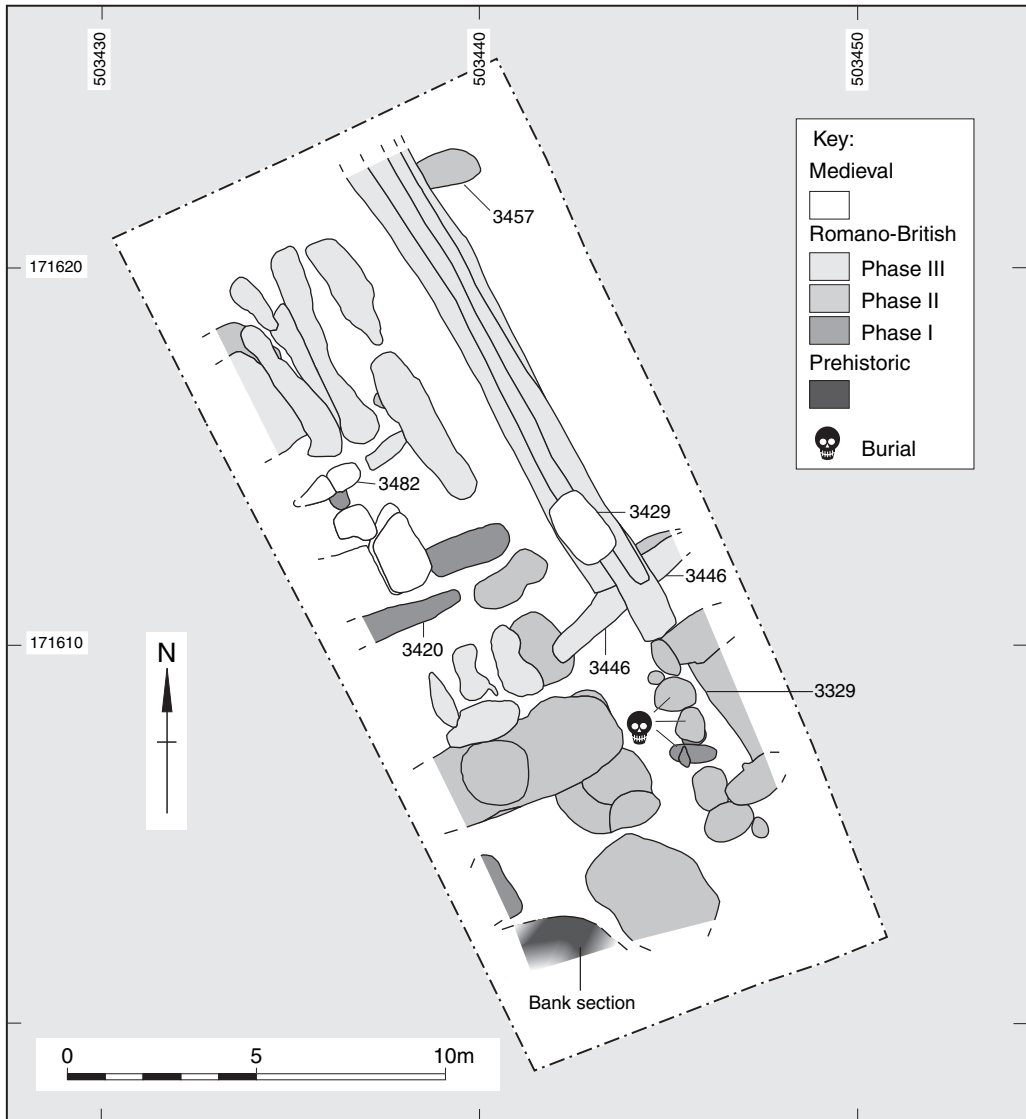 503430
503440
503450
Key:
Medieval
Romano-British
Phase III
Phase II
Phase I
Prehistoric
Burial
3457
171620
3482
3429
3446
171610
3420
3446
3329
N
Bank section
0 5 10m